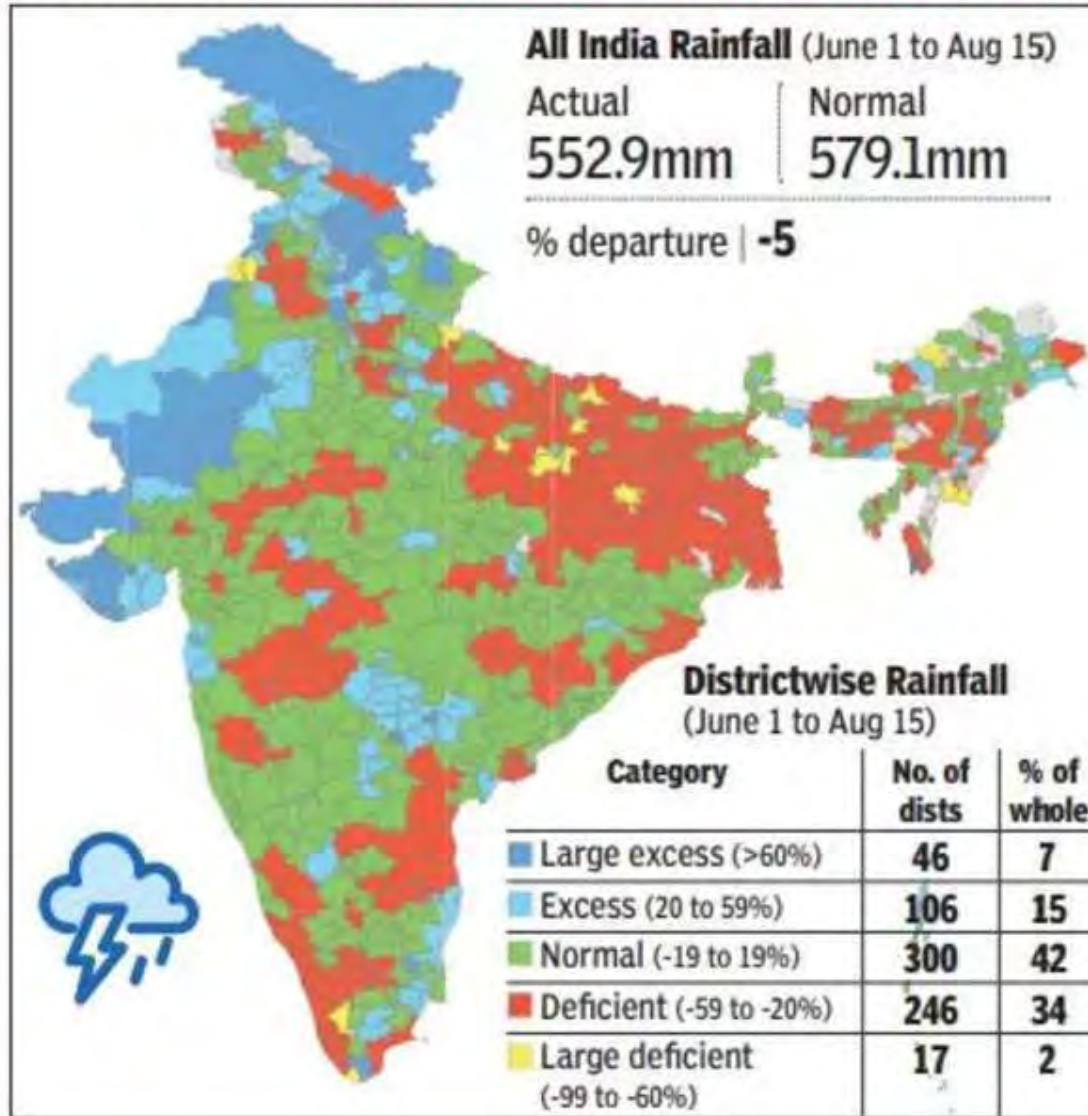 All India Rainfall (June 1 to Aug 15)
Actual
Normal
552.9mm
579.1mm
% departure | -5
Districtwise Rainfall
(June 1 to Aug 15)
Category
No. of dists
% of whole
Large excess (>60%) 46 7
Excess (20 to 59%) 106 15
Normal (-19 to 19%) 300 42
Deficient (-59 to -20%) 246 34
Large deficient 17 2
(-99 to -60%)